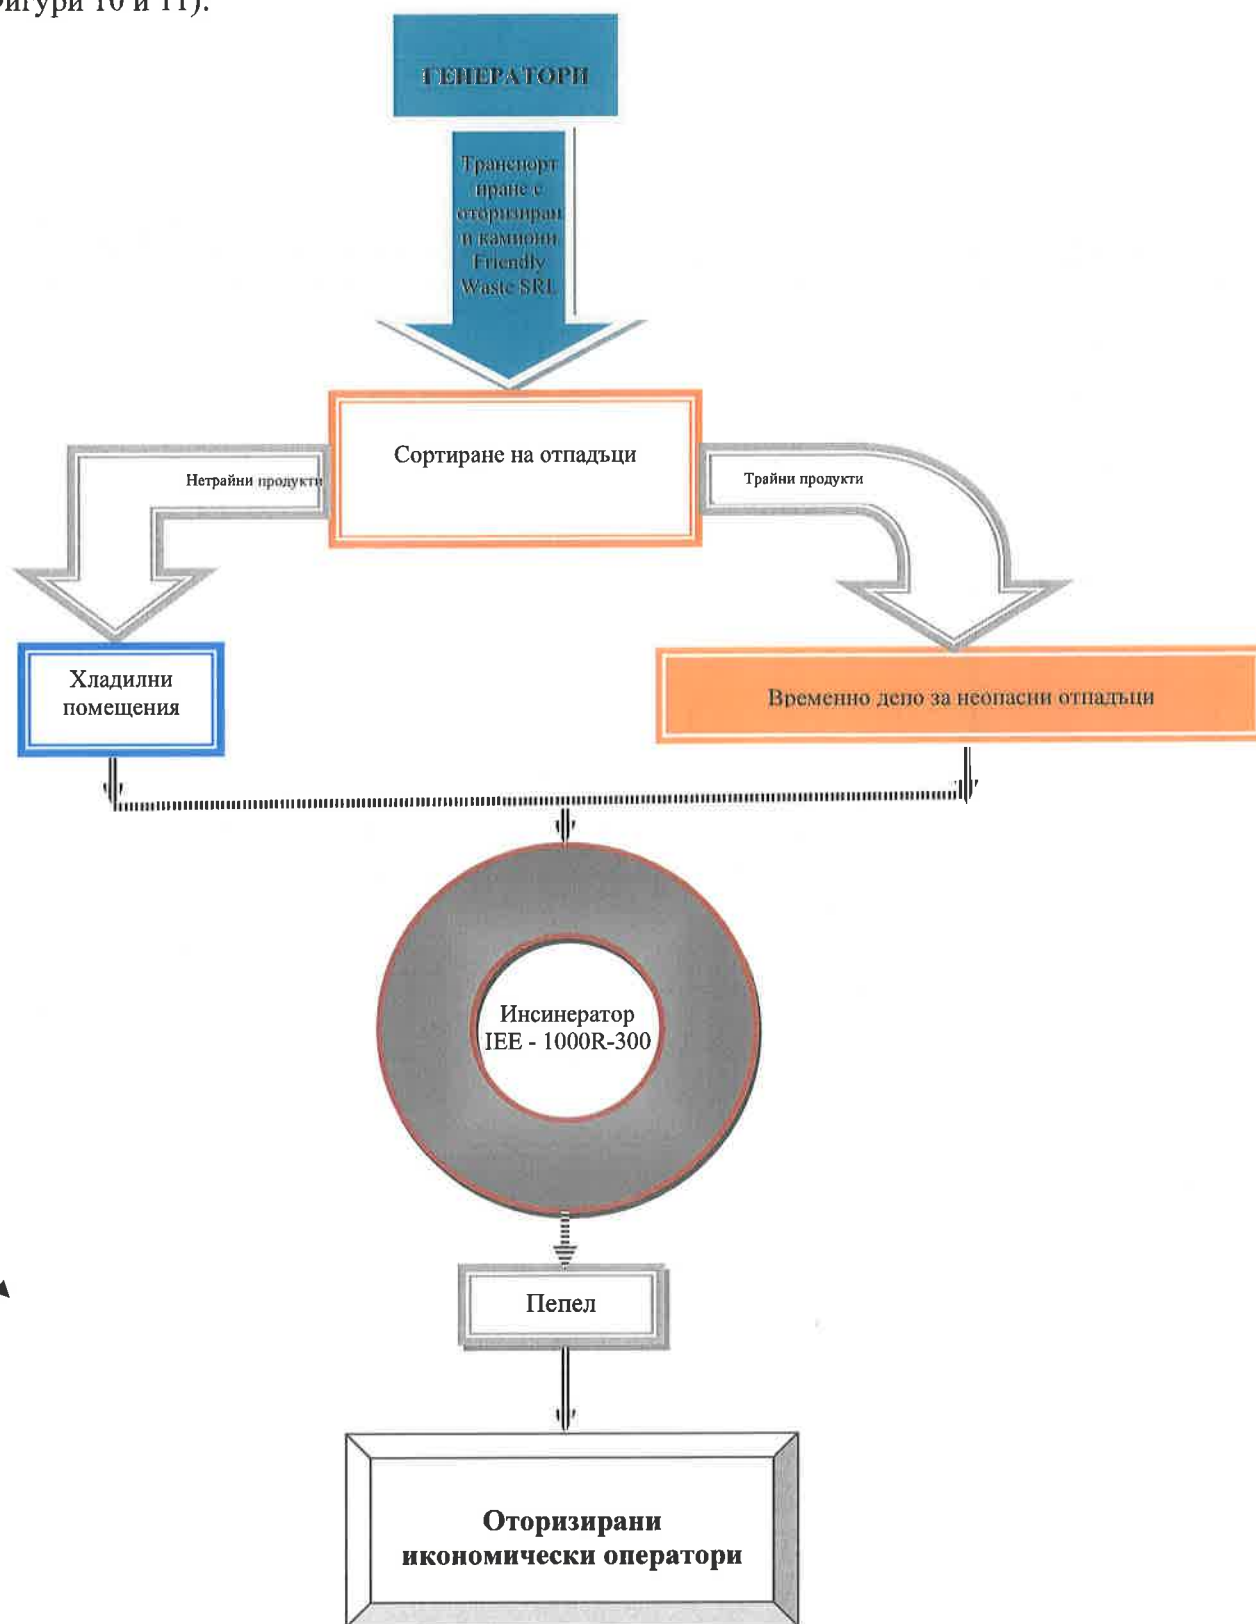 фигури 10 и 11).
ГЕНЕРАТОРИ
Транспорт
иране с
оторизиран
и камиони
Friendly
Waste SRL
Сортиране на отпадъци
Нетрайни продукти
Трайни продукти
Хладилни
помещения
Временно депо за неопасни отпадъци
Инсинератор
IEE - 1000R-300
Пепел
Оторизирани
икономически оператори